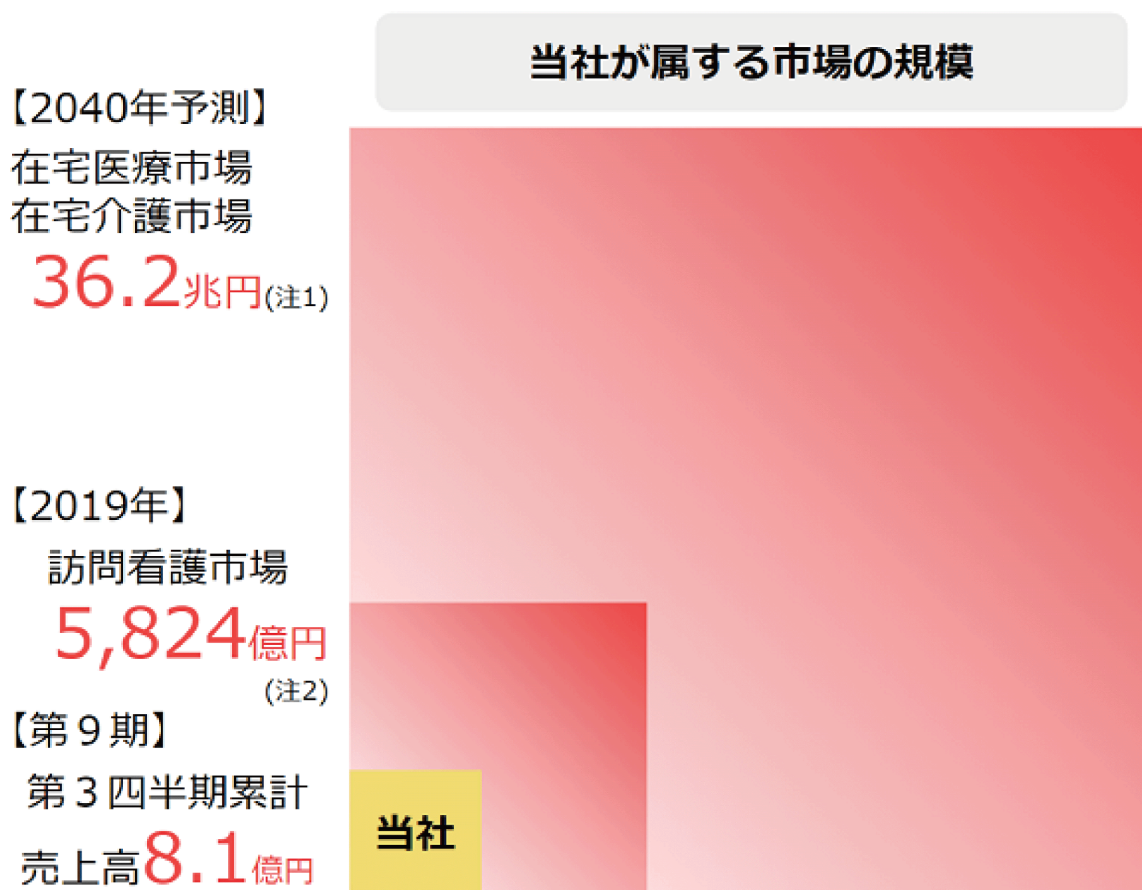 当社が属する市場の規模
【2040年予測】
在宅医療市場
在宅介護市場
36.2兆円(注1)
【2019年】
訪問看護市場
5,824億円
(注2)
【第９期】
第３四半期累計
売上高8.1億円
当社